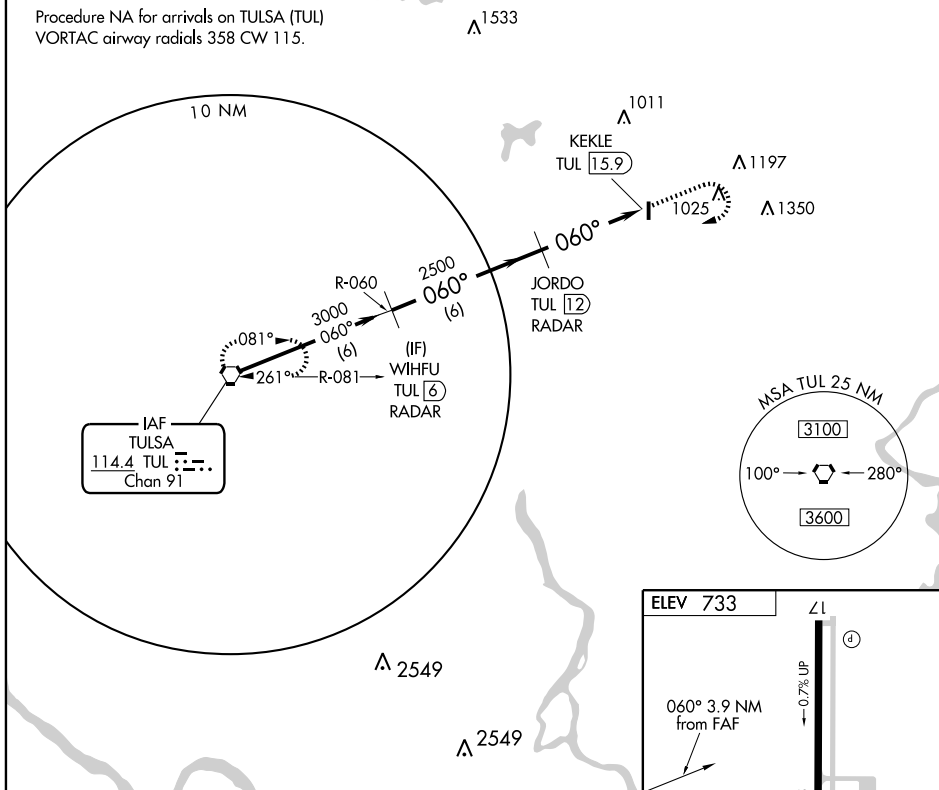 Procedure NA for arrivals on TULSA (TUL)
VORTAC airway radials 358 CW 115.
1533
10 NM
1011
KEKLE
TUL 15.9
1197
1025
1350
060°
R-060
2500
060°
(6)
JORDO
TUL 12
RADAR
3000
060°
(6)
081°
261°
R-081
(IF)
WIHFU
TUL 6
RADAR
IAF
TULSA
114.4 TUL
Chan 91
MSA TUL 25 NM
3100
100°
280°
3600
2549
2549
ELEV 733
17
P
0.7% UP
060° 3.9 NM
from FAF